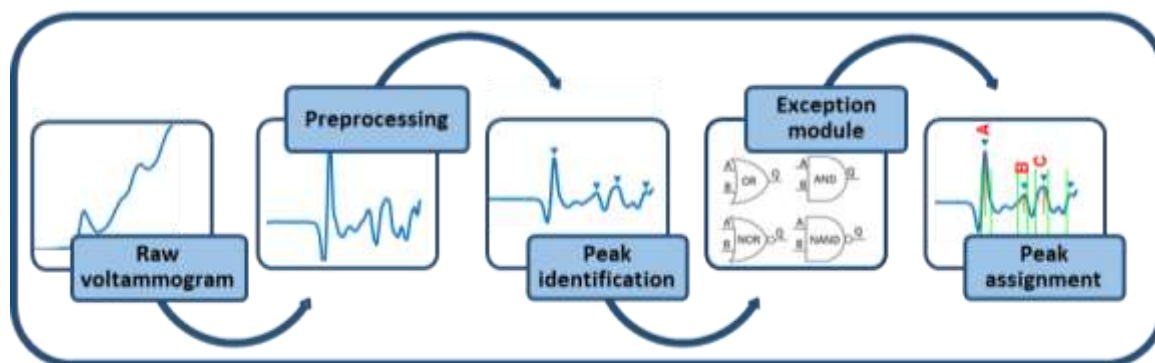 Raw
voltammogram
Preprocessing
Peak
identification
Exception
module
A
B
OR
Q
A
B
AND
Q
A
B
NOR
Q
A
B
NAND
Q
A
B
C
Peak
assignment